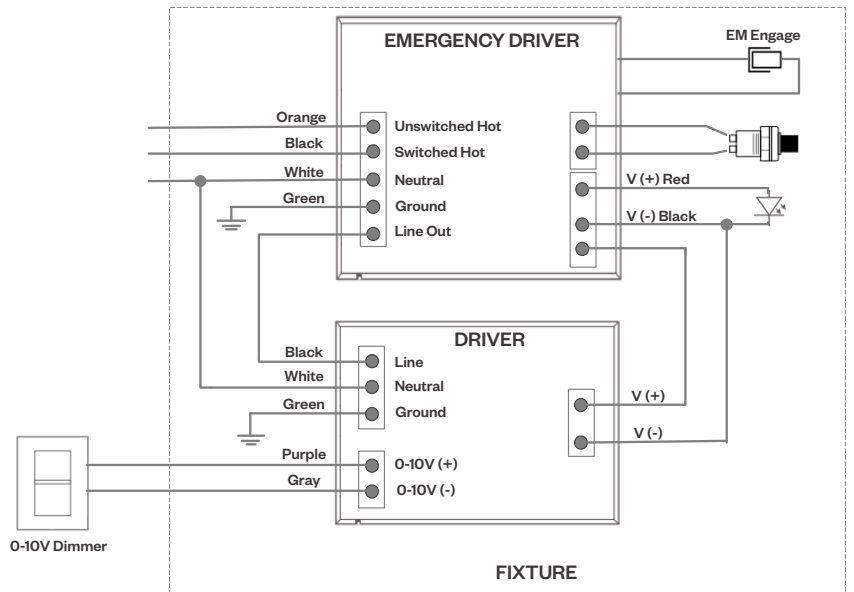 EMERGENCY DRIVER
EM Engage
Orange
Unswitched Hot
Black
Switched Hot
White
Neutral
V (+) Red
Green
Ground
V (-) Black
Line Out
DRIVER
Black
Line
White
Neutral
V (+)
Green
Ground
V (-)
Purple
0-10V (+)
Gray
0-10V (-)
0-10V Dimmer
FIXTURE